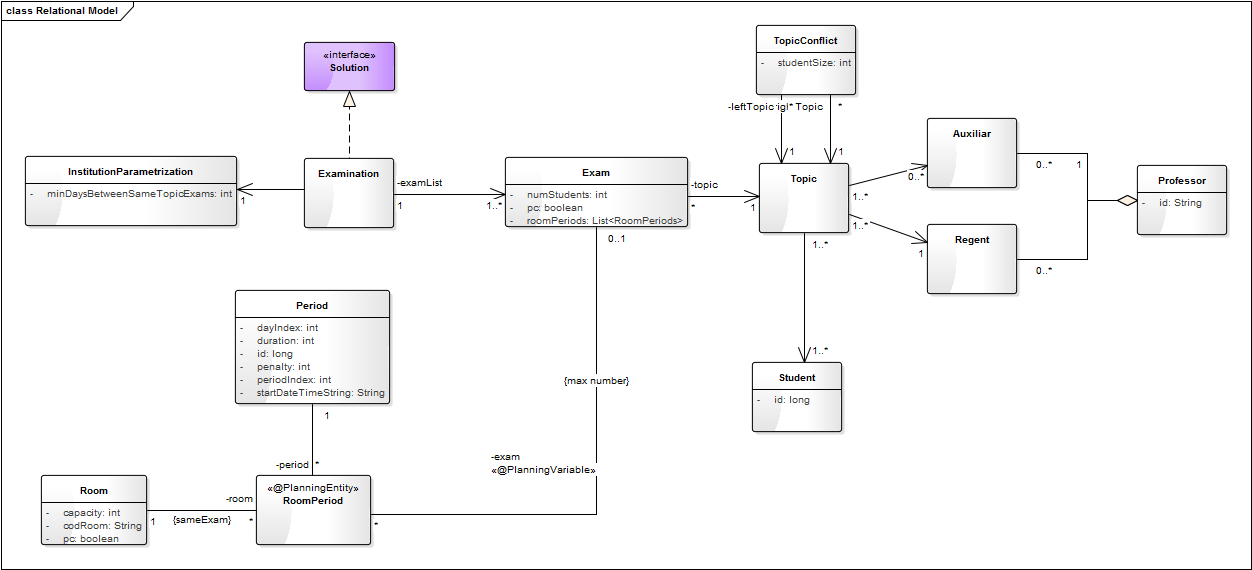 class Relational Model
«interface»
Solution
TopicConflict
- studentSize: int
-leftTopic
* Topic
*
1
1
InstitutionParametrization
- minDaysBetweenSameTopicExams: int
1
Examination
-examList
1
1..*
Exam
- numStudents: int
- pc: boolean
- roomPeriods: List<RoomPeriods>
0..1
-topic
*
1
Topic
1..*
0..*
1..*
1
1..*
Auxiliar
0..*
1
Regent
0..*
Professor
- id: String
Period
- dayIndex: int
- duration: int
- id: long
- penalty: int
- periodIndex: int
- startDateTimeString: String
1
{max number}
1..*
Student
- id: long
-period
*
-exam
«@PlanningVariable»
Room
- capacity: int
- codRoom: String
- pc: boolean
1
-room
{sameExam}
*
«@PlanningEntity»
RoomPeriod
*